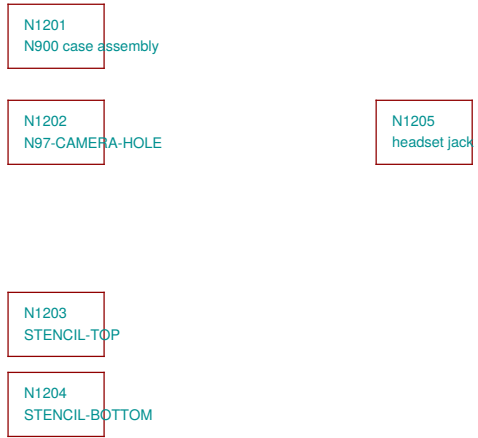 N1201
N900 case assembly
N1202
N97-CAMERA-HOLE
N1205
headset jack
N1203
STENCIL-TOP
N1204
STENCIL-BOTTOM